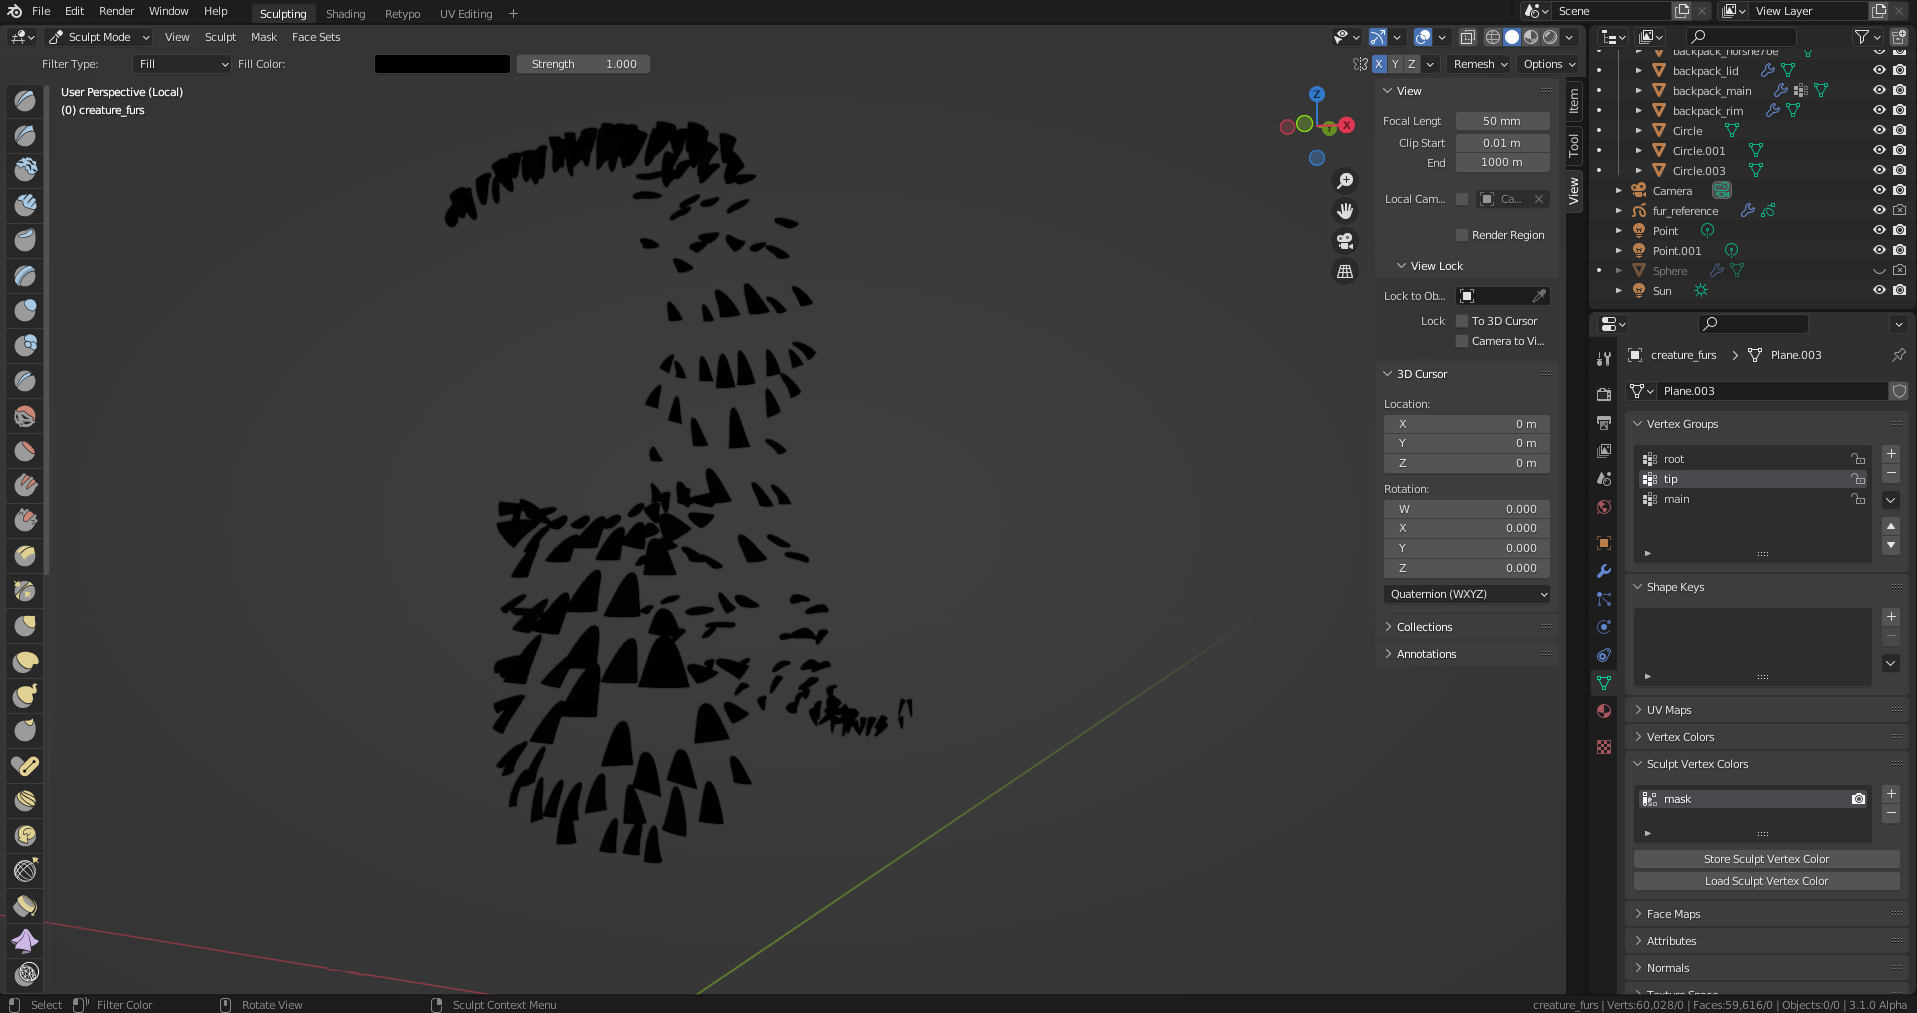 File Edit Render Window Help
Sculpting Shading Retypo UV Editing +
Scene
View Layer
Sculpt Mode View Sculpt Mask Face Sets
Filter Type: Fill Fill Color: Strength 1.000
X Y Z Remesh Options
User Perspective (Local)
(0) creature_furs
Z
X
Y
View
Focal Lengt 50 mm
Clip Start 0.01 m
End 1000 m
Local Cam... Ca...
Render Region
View Lock
Lock to Ob...
Lock To 3D Cursor
Camera to Vi...
3D Cursor
Location:
X 0 m
Y 0 m
Z 0 m
Rotation:
W 0.000
X 0.000
Y 0.000
Z 0.000
Quaternion (WXYZ)
Collections
Annotations
Item
Tool
View
backpack_lid
backpack_main
backpack_rim
Circle
Circle.001
Circle.003
Camera
fur_reference
Point
Point.001
Sphere
Sun
creature_furs > Plane.003
Plane.003
Vertex Groups
root
tip
main
Shape Keys
UV Maps
Vertex Colors
Sculpt Vertex Colors
mask
Store Sculpt Vertex Color
Load Sculpt Vertex Color
Face Maps
Attributes
Normals
Select Filter Color Rotate View Sculpt Context Menu
creature_furs | Verts:60,028/0 | Faces:59,616/0 | Objects:0/0 | 3.1.0 Alpha